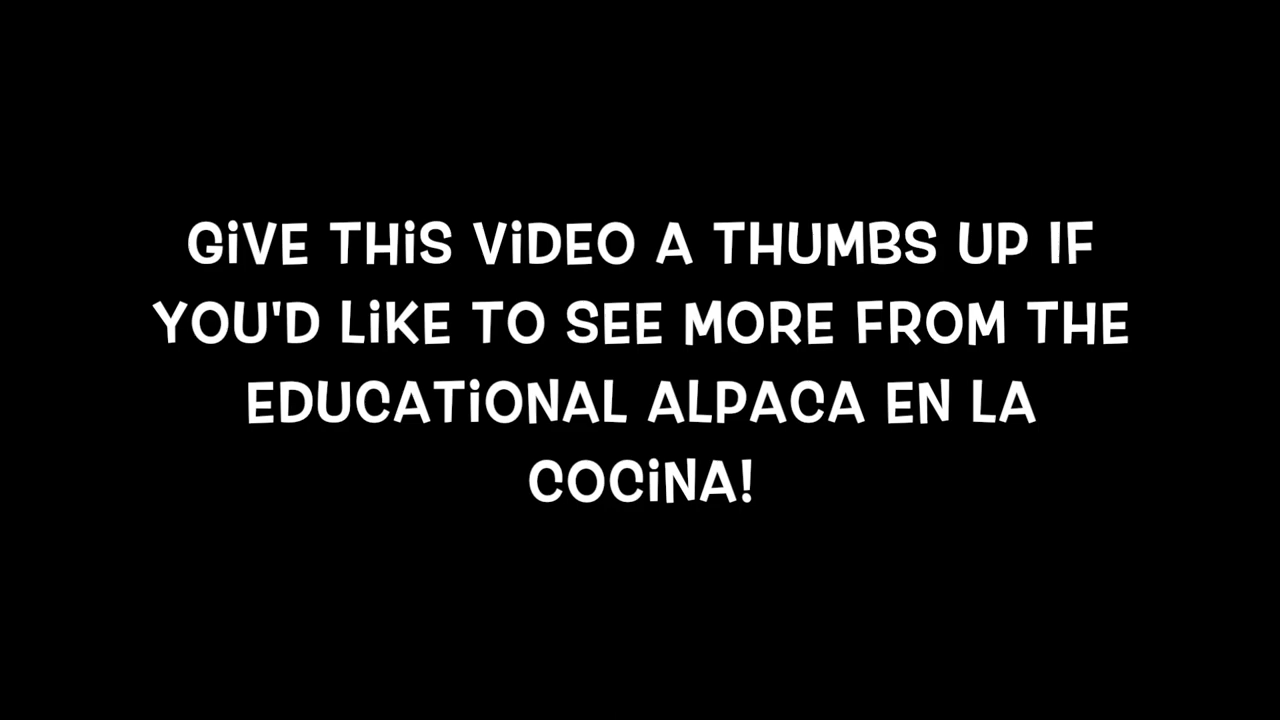 GIVE THIS VIDEO A THUMBS UP IF
YOU'D LIKE TO SEE MORE FROM THE
EDUCATIONAL ALPACA EN LA
COCINA!